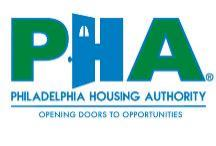 PHA®
PHILADELPHIA HOUSING AUTHORITY
OPENING DOORS TO OPPORTUNITIES